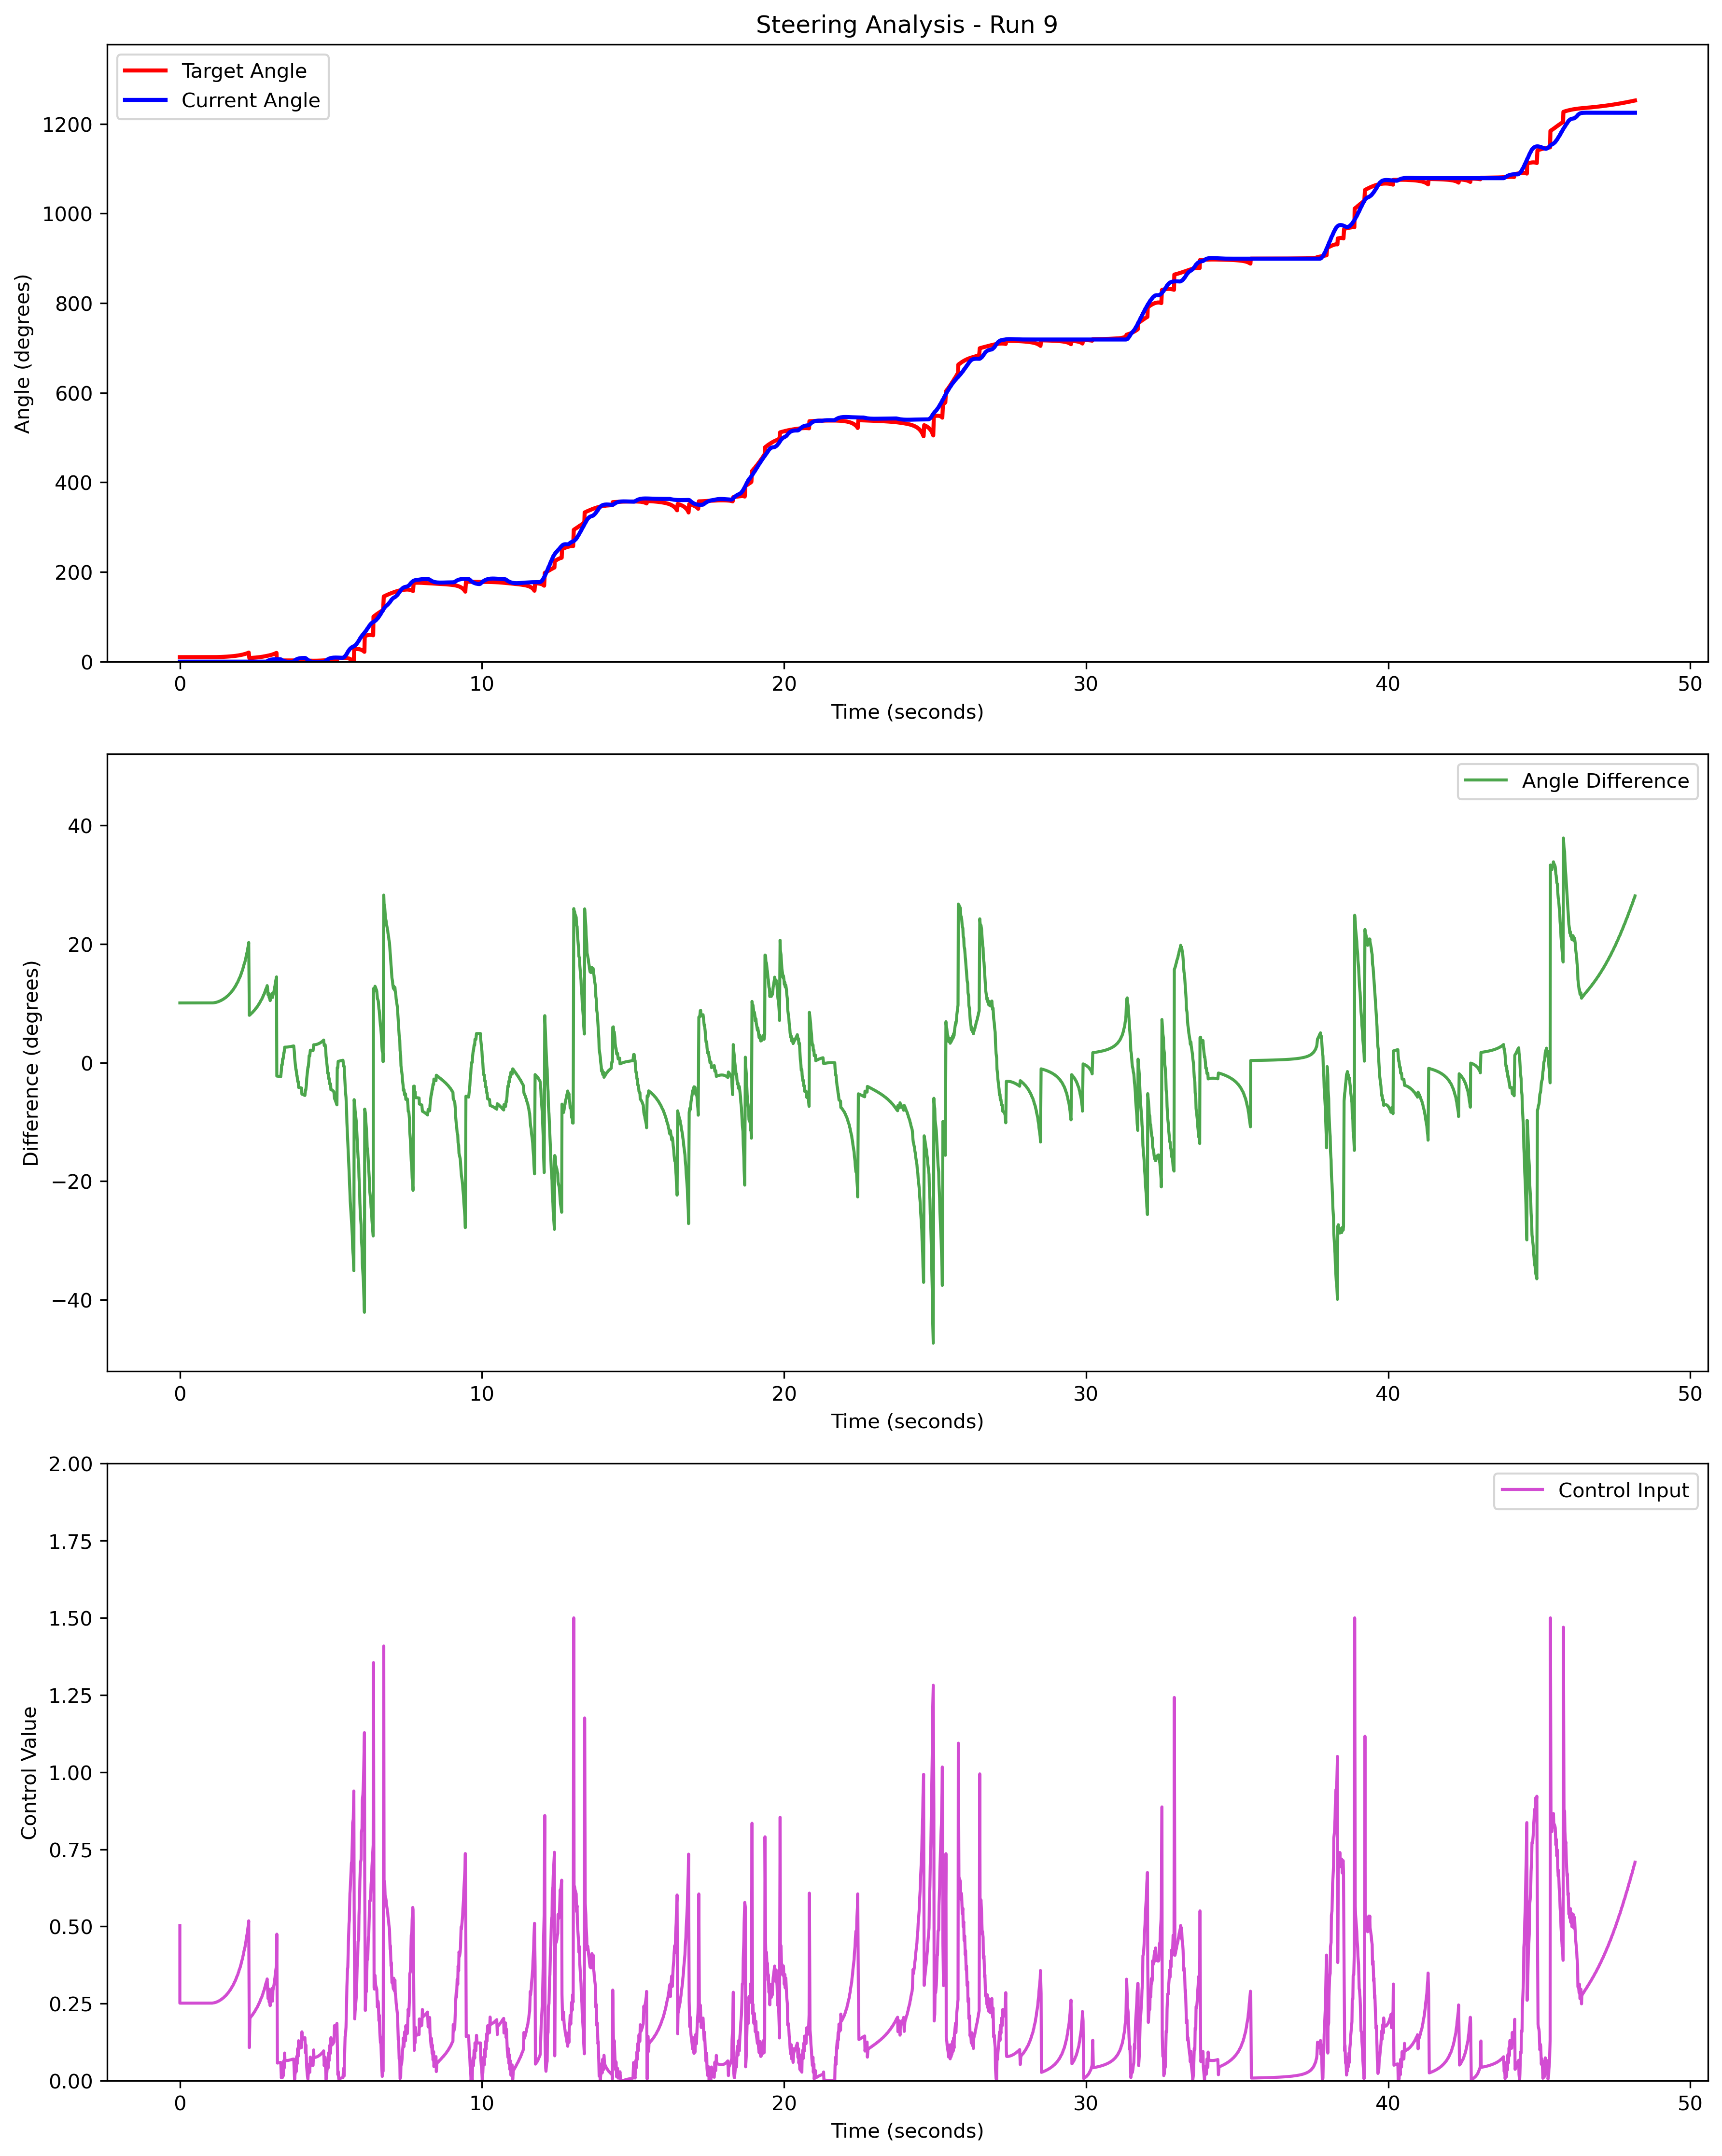 Steering Analysis - Run 9
Target Angle
Current Angle
Angle (degrees)
1200
1000
800
600
400
200
0
0 10 20 30 40 50
Time (seconds)
Angle Difference
Difference (degrees)
40
20
0
−20
−40
0 10 20 30 40 50
Time (seconds)
Control Input
Control Value
2.00
1.75
1.50
1.25
1.00
0.75
0.50
0.25
0.00
0 10 20 30 40 50
Time (seconds)